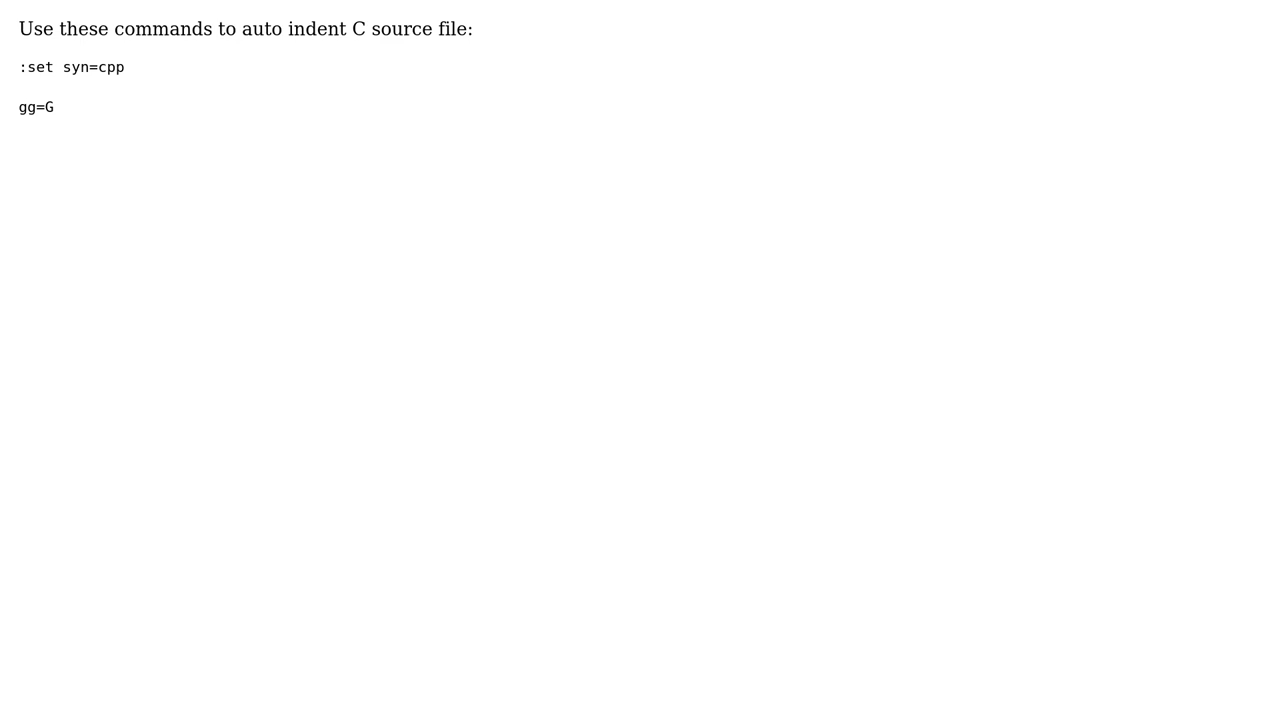 Use these commands to auto indent C source file:
:set syn=cpp
gg=G